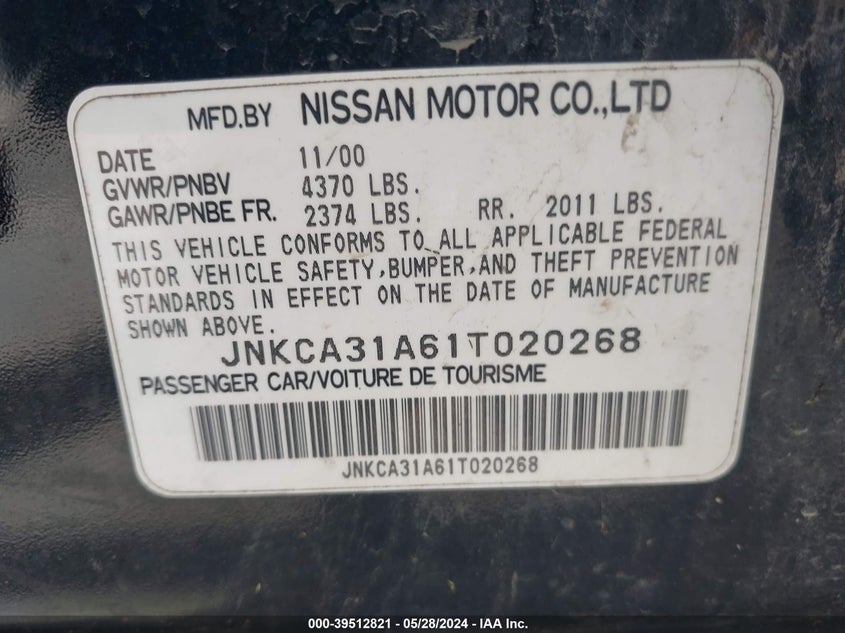 MFD.BY NISSAN MOTOR CO.,LTD
DATE 11/00
GVWR/PNBV 4370 LBS.
GAWR/PNBE FR. 2374 LBS. RR. 2011 LBS.
THIS VEHICLE CONFORMS TO ALL APPLICABLE FEDERAL
MOTOR VEHICLE SAFETY,BUMPER,AND THEFT PREVENTION
STANDARDS IN EFFECT ON THE DATE OF MANUFACTURE
SHOWN ABOVE.
JNKCA31A61T020268
PASSENGER CAR/VOITURE DE TOURISME
JNKCA31A61T020268
000-39512821 - 05/28/2024 - IAA Inc.